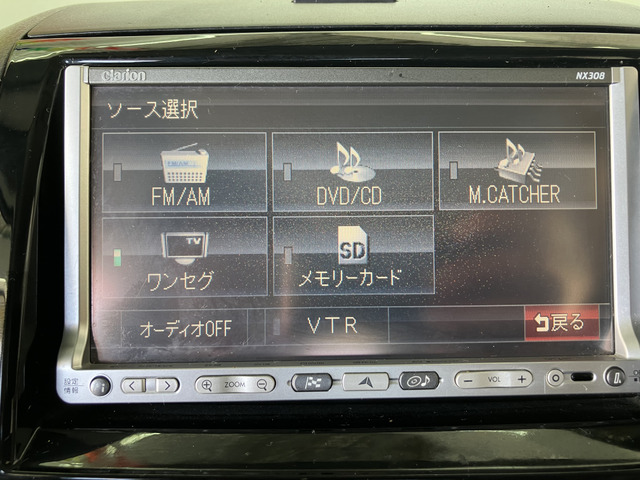 clarion NX308
ソース選択
FM/AM DVD/CD M.CATCHER
TV SD
ワンセグ メモリーカード
オーディオOFF VTR 戻る
設定 ZOOM VOL
情報